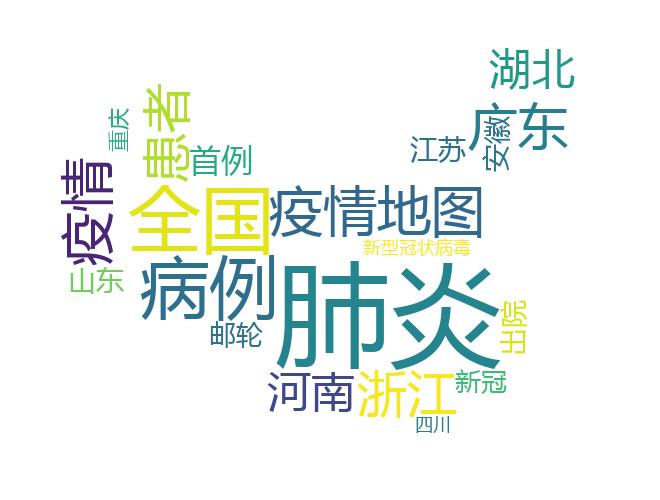 湖北
重庆
患者
广东
安徽
江苏
首例
疫情
全国
疫情地图
新型冠状病毒
山东
病例
肺炎
邮轮
出院
河南
浙江
新冠
四川